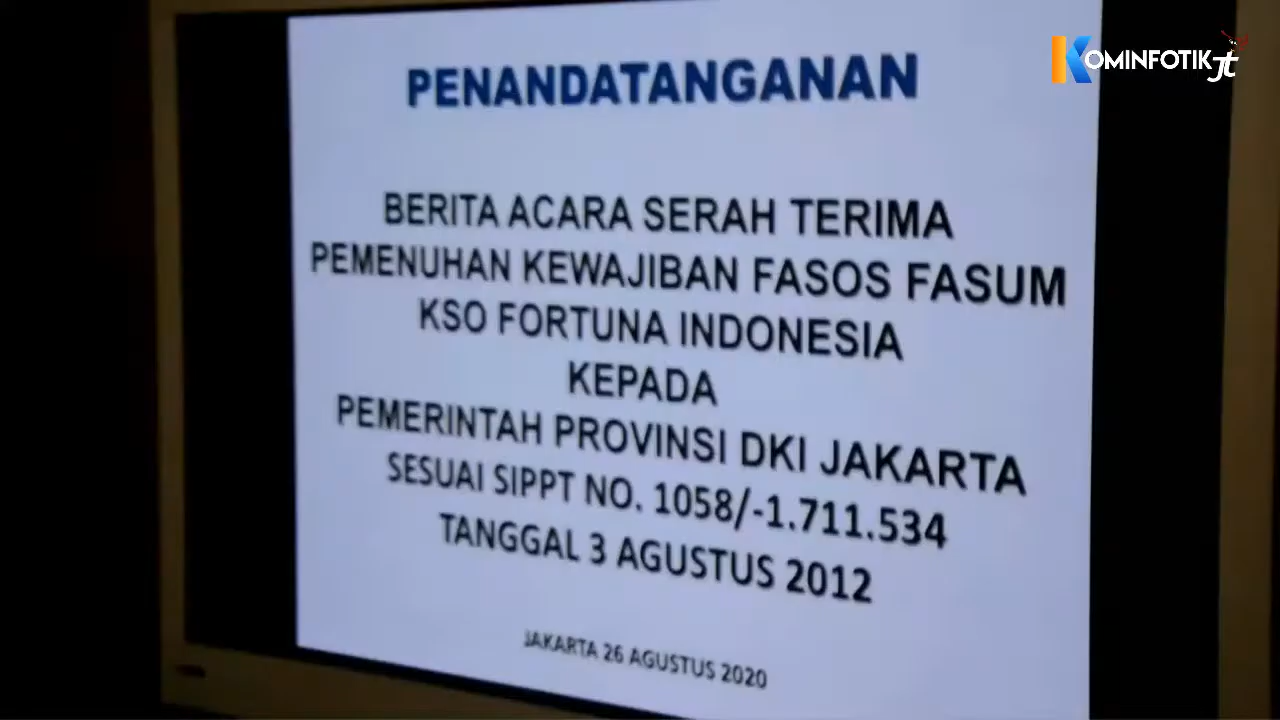 KOMINFOTIK JT
PENANDATANGANAN
BERITA ACARA SERAH TERIMA
PEMENUHAN KEWAJIBAN FASOS FASUM
KSO FORTUNA INDONESIA
KEPADA
PEMERINTAH PROVINSI DKI JAKARTA
SESUAI SIPPT NO. 1058/-1.711.534
TANGGAL 3 AGUSTUS 2012
JAKARTA 26 AGUSTUS 2020